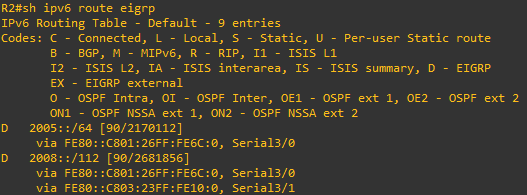 R2#sh ipv6 route eigrp
IPv6 Routing Table - Default - 9 entries
Codes: C - Connected, L - Local, S - Static, U - Per-user Static route
B - BGP, M - MIPv6, R - RIP, I1 - ISIS L1
I2 - ISIS L2, IA - ISIS interarea, IS - ISIS summary, D - EIGRP
EX - EIGRP external
O - OSPF Intra, OI - OSPF Inter, OE1 - OSPF ext 1, OE2 - OSPF ext 2
ON1 - OSPF NSSA ext 1, ON2 - OSPF NSSA ext 2
D 2005::/64 [90/2170112]
via FE80::C801:26FF:FE6C:0, Serial3/0
D 2008::/112 [90/2681856]
via FE80::C801:26FF:FE6C:0, Serial3/0
via FE80::C803:23FF:FE10:0, Serial3/1